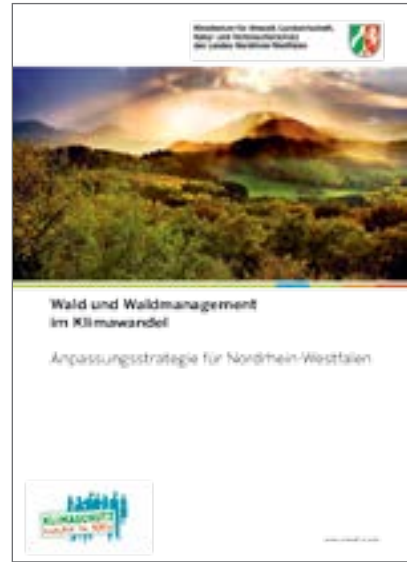 Ministerium für Umwelt, Landwirtschaft,
Natur- und Verbraucherschutz
des Landes Nordrhein-Westfalen
Wald und Waldmanagement
im Klimawandel
Anpassungsstrategie für Nordrhein-Westfalen
KLIMASCHUTZ